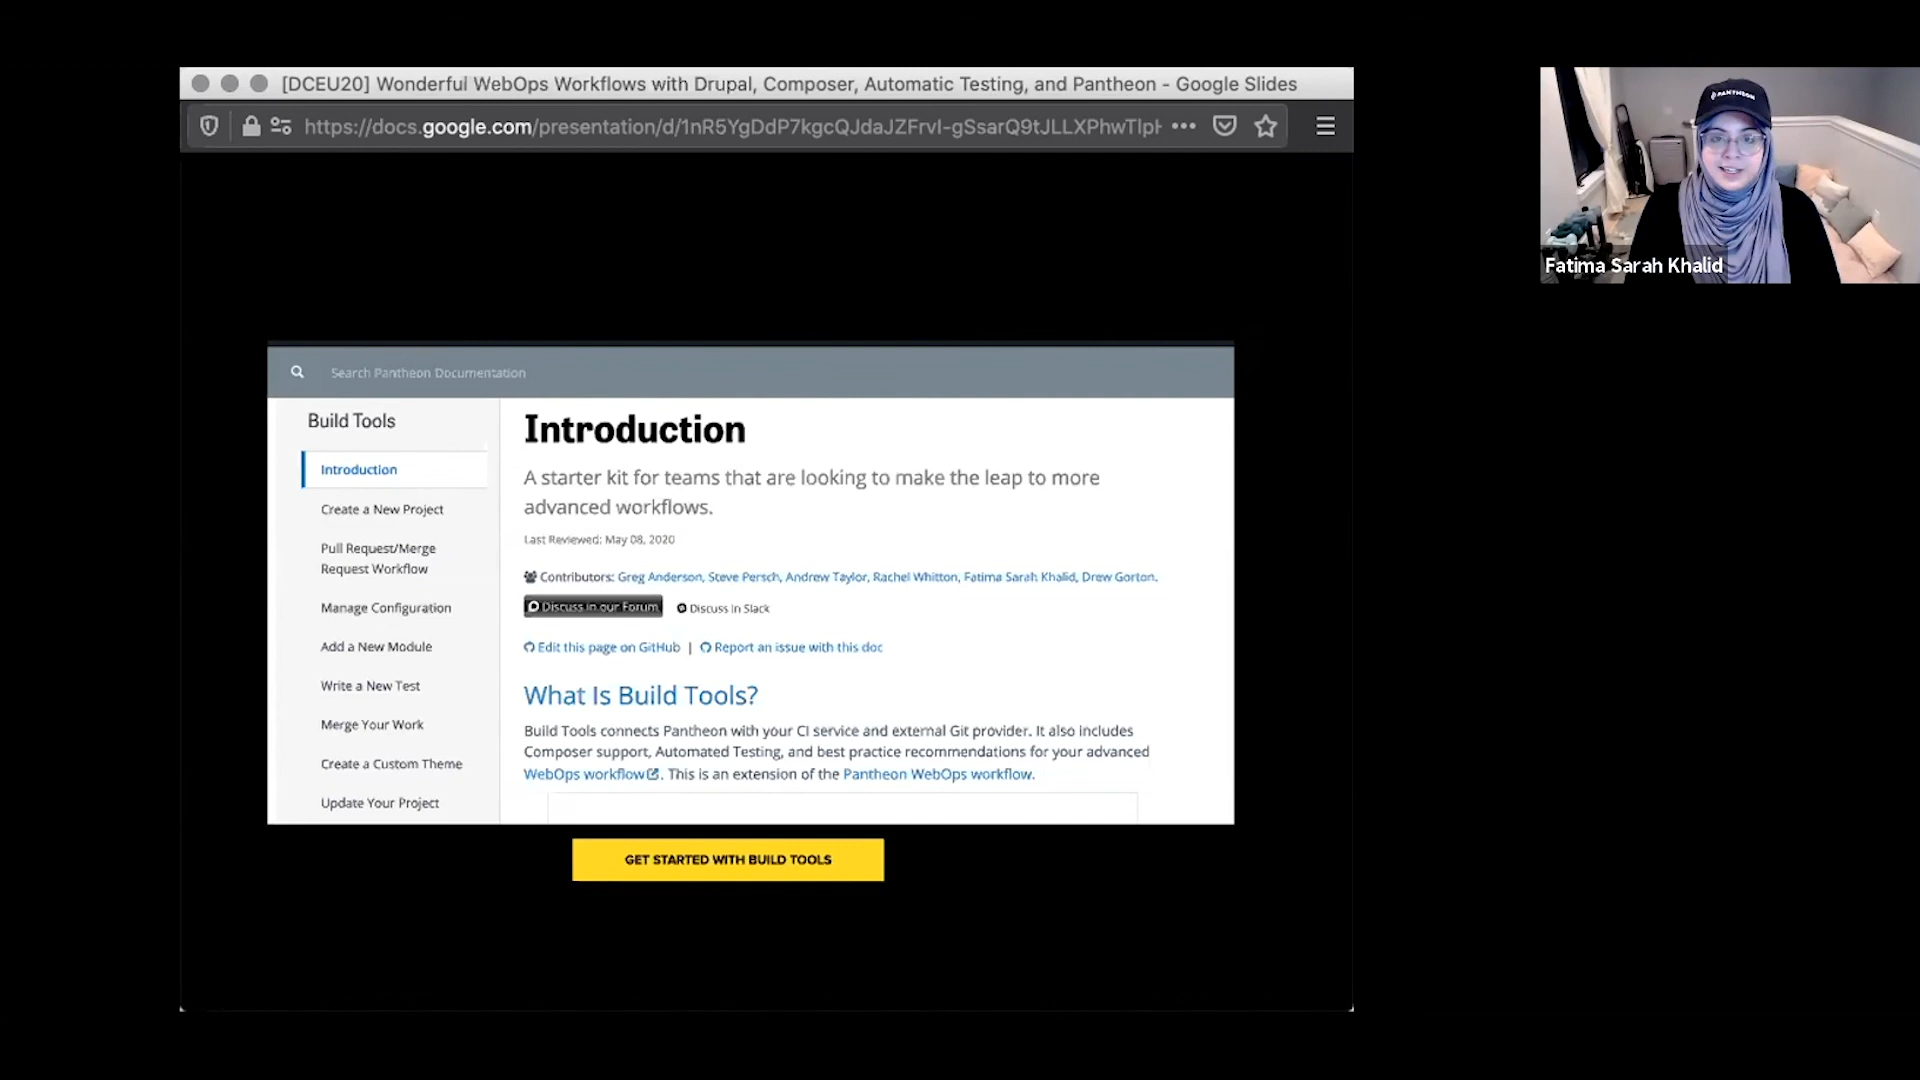 [DCEU20] Wonderful WebOps Workflows with Drupal, Composer, Automatic Testing, and Pantheon - Google Slides
https://docs.google.com/presentation/d/1nR5YgDdP7kgcQJdaJZFrvI-gSsarQ9tJLLXPhwTlpH
PANTHEON
Fatima Sarah Khalid
Search Pantheon Documentation
Build Tools
Introduction
Create a New Project
Pull Request/Merge
Request Workflow
Manage Configuration
Add a New Module
Write a New Test
Merge Your Work
Create a Custom Theme
Update Your Project
Introduction
A starter kit for teams that are looking to make the leap to more
advanced workflows.
Last Reviewed: May 08, 2020
Contributors: Greg Anderson, Steve Persch, Andrew Taylor, Rachel Whitton, Fatima Sarah Khalid, Drew Gorton.
Discuss in our Forum Discuss in Slack
Edit this page on GitHub | Report an issue with this doc
What Is Build Tools?
Build Tools connects Pantheon with your CI service and external Git provider. It also includes
Composer support, Automated Testing, and best practice recommendations for your advanced
WebOps workflow. This is an extension of the Pantheon WebOps workflow.
GET STARTED WITH BUILD TOOLS